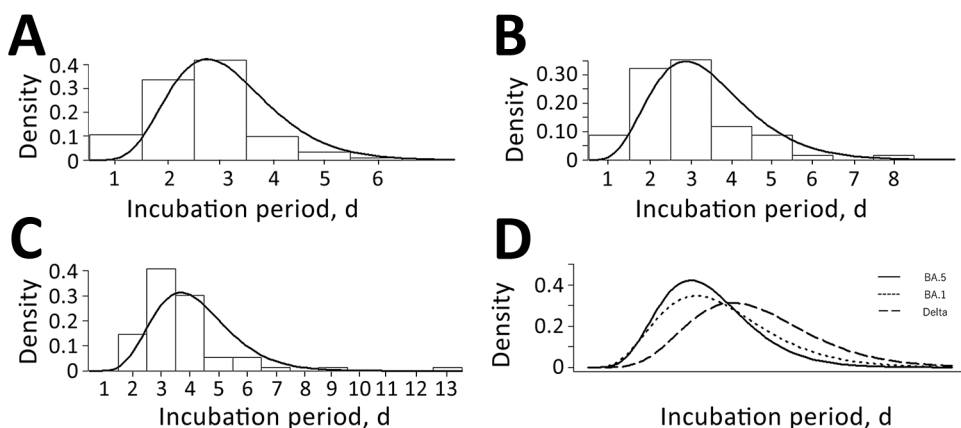 A
Density
0.4
0.3
0.2
0.1
0
1 2 3 4 5 6
Incubation period, d
B
Density
0.30
0.20
0.10
0
1 2 3 4 5 6 7 8
Incubation period, d
C
Density
0.4
0.3
0.2
0.1
0
1 2 3 4 5 6 7 8 9 10 11 12 13
Incubation period, d
D
Density
0.4
0.2
0
BA.5
BA.1
Delta
Incubation period, d